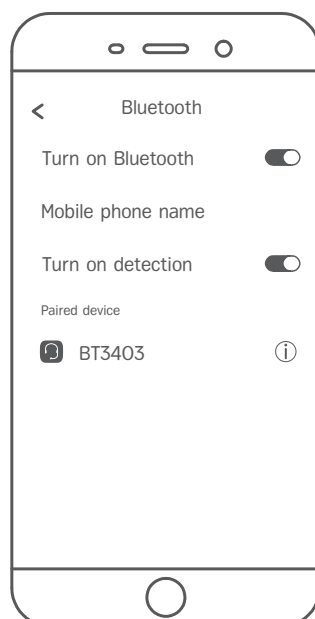 Bluetooth
Turn on Bluetooth
Mobile phone name
Turn on detection
Paired device
BT3403